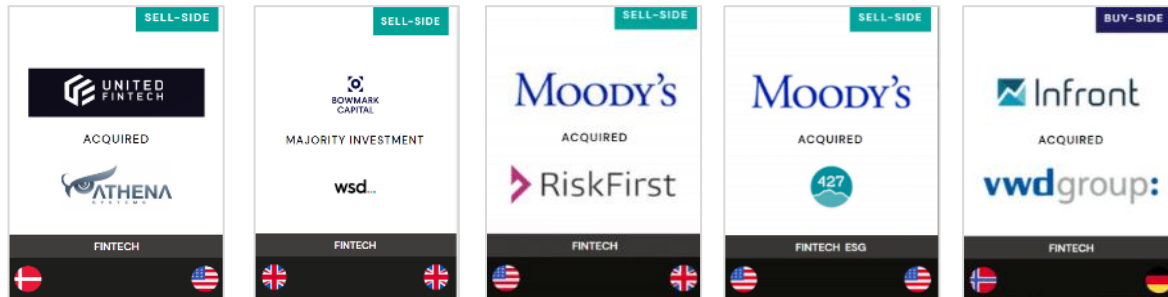 SELL-SIDE
UNITED
FINTECH
ACQUIRED
ATHENA
SYSTEMS
FINTECH
SELL-SIDE
BOWMARK
CAPITAL
MAJORITY INVESTMENT
wsd...
FINTECH
SELL-SIDE
MOODY'S
ACQUIRED
RiskFirst
FINTECH
SELL-SIDE
MOODY'S
ACQUIRED
427
FINTECH ESG
BUY-SIDE
Infront
ACQUIRED
vwdgroup:
FINTECH